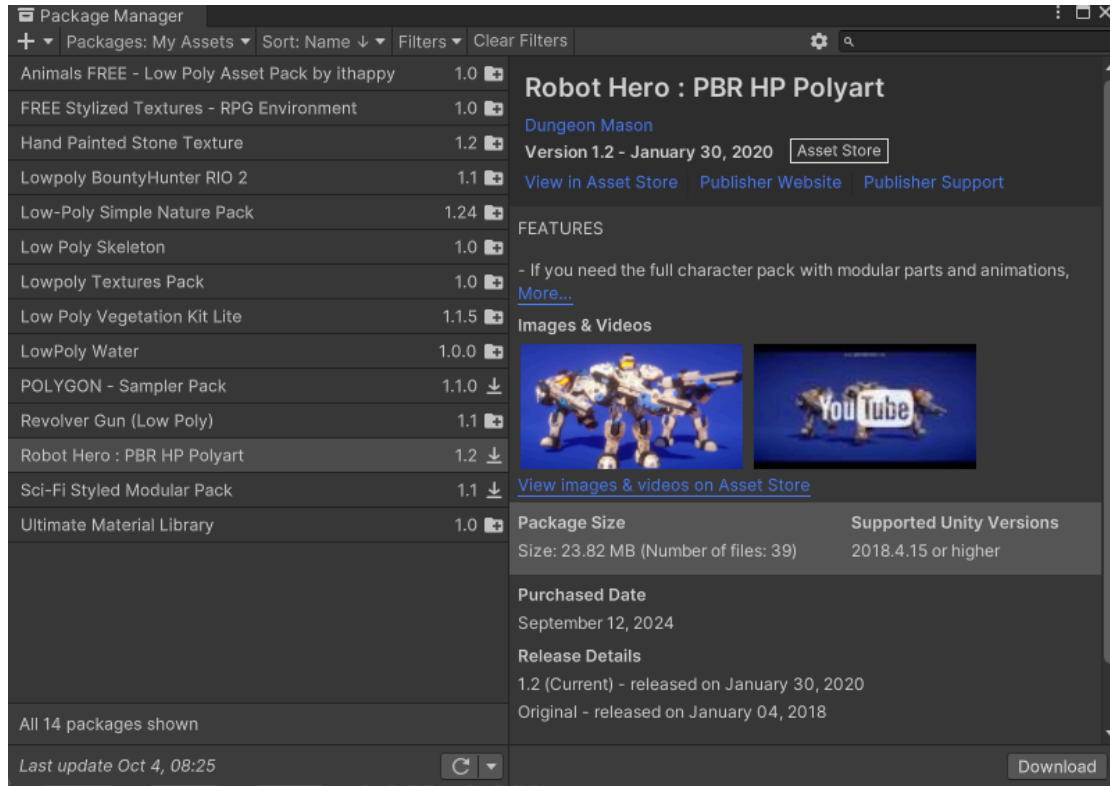 Package Manager
+ Packages: My Assets Sort: Name ↓ Filters Clear Filters
Animals FREE - Low Poly Asset Pack by ithappy 1.0
FREE Stylized Textures - RPG Environment 1.0
Hand Painted Stone Texture 1.2
Lowpoly BountyHunter RIO 2 1.1
Low-Poly Simple Nature Pack 1.24
Low Poly Skeleton 1.0
Lowpoly Textures Pack 1.0
Low Poly Vegetation Kit Lite 1.1.5
LowPoly Water 1.0.0
POLYGON - Sampler Pack 1.1.0
Revolver Gun (Low Poly) 1.1
Robot Hero : PBR HP Polyart 1.2
Sci-Fi Styled Modular Pack 1.1
Ultimate Material Library 1.0
All 14 packages shown
Last update Oct 4, 08:25
Robot Hero : PBR HP Polyart
Dungeon Mason
Version 1.2 - January 30, 2020 Asset Store
View in Asset Store Publisher Website Publisher Support
FEATURES
- If you need the full character pack with modular parts and animations,
More...
Images & Videos
YouTube
View images & videos on Asset Store
Package Size Supported Unity Versions
Size: 23.82 MB (Number of files: 39) 2018.4.15 or higher
Purchased Date
September 12, 2024
Release Details
1.2 (Current) - released on January 30, 2020
Original - released on January 04, 2018
Download